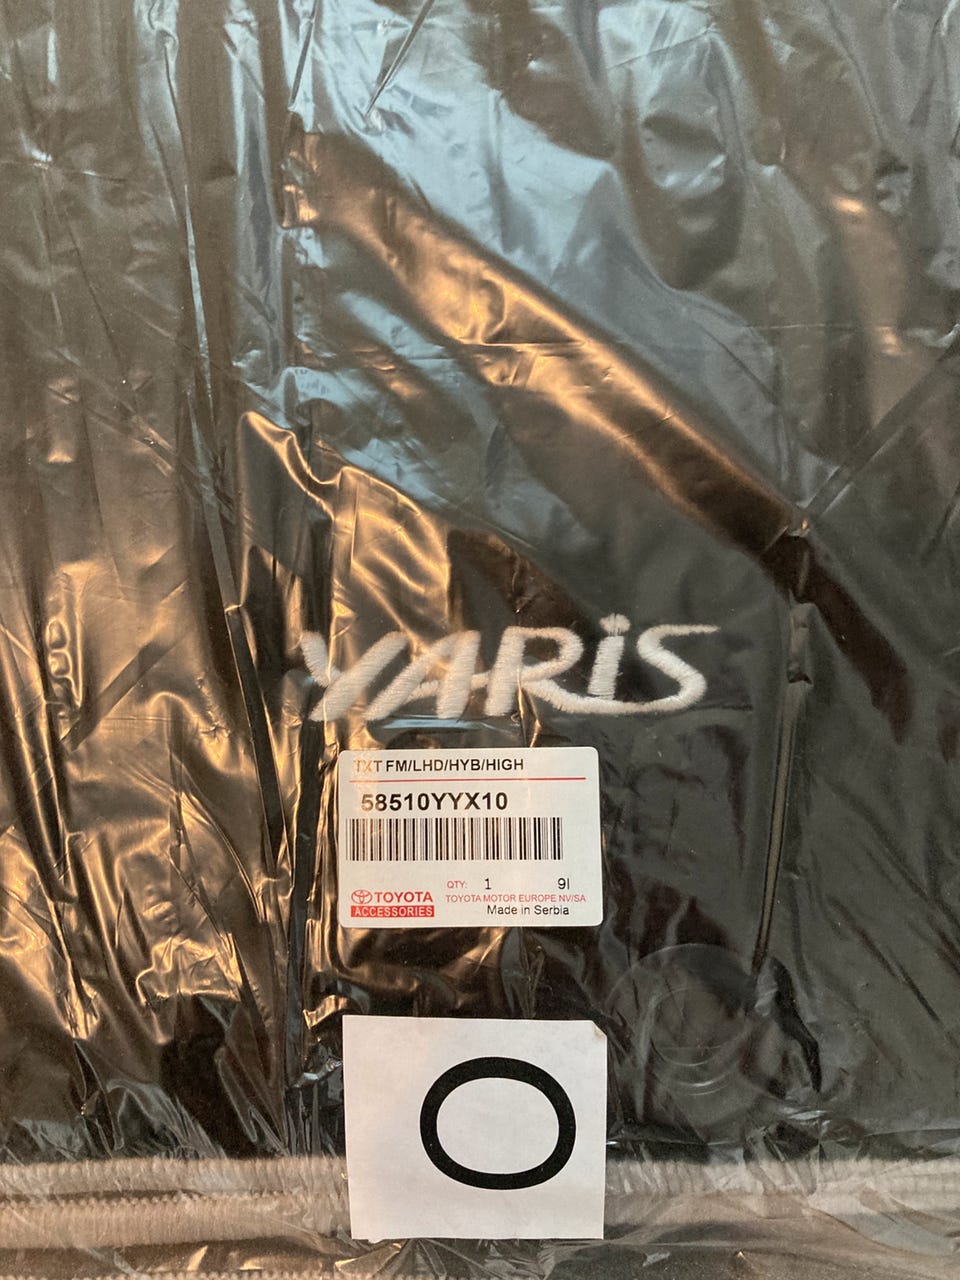 YARiS
TXT FM/LHD/HYB/HIGH
58510YYX10
QTY: 1 9I
TOYOTA TOYOTA MOTOR EUROPE NV/SA
ACCESSORIES Made in Serbia
O